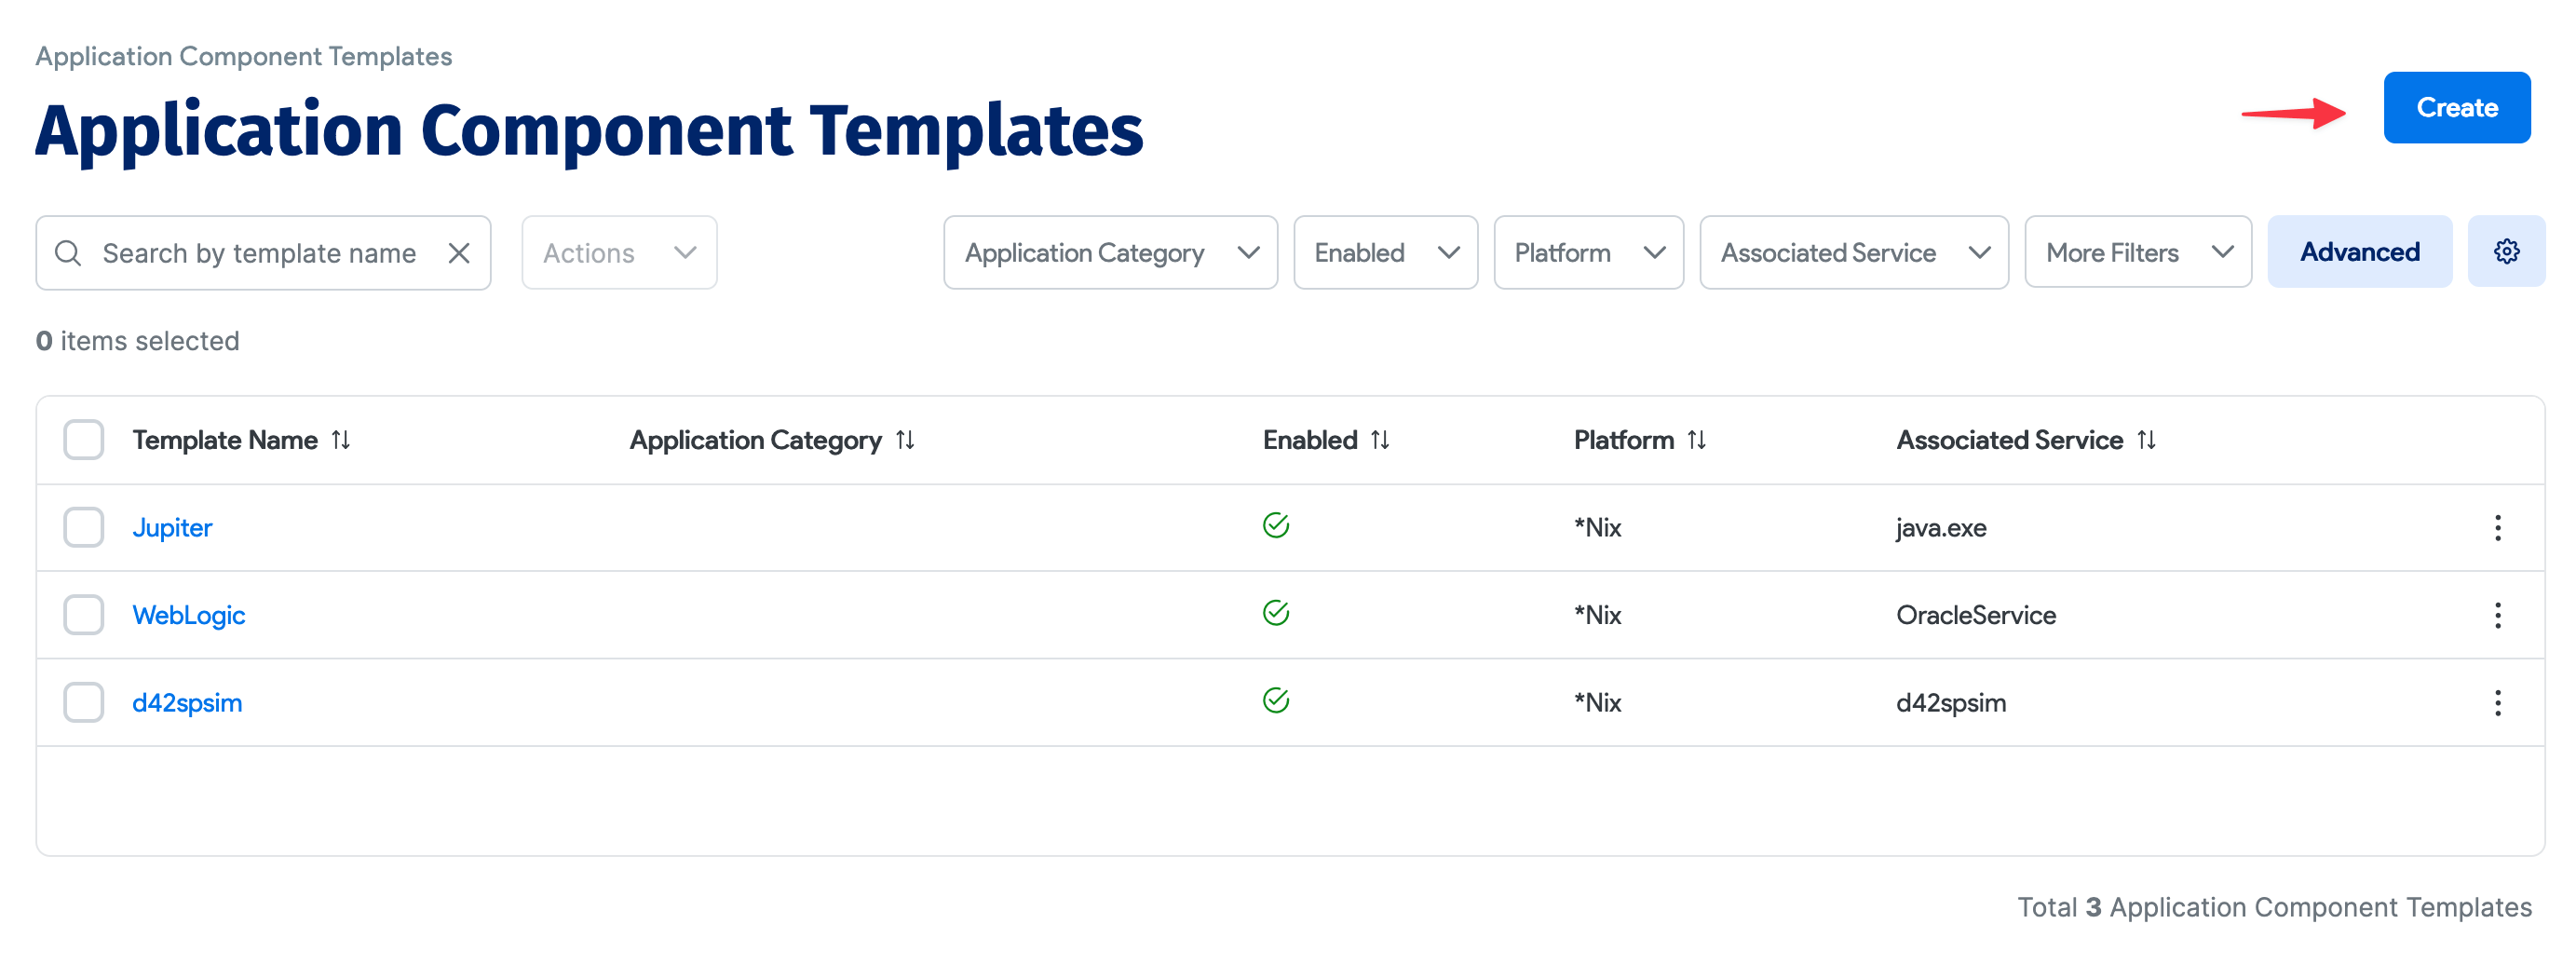 Application Component Templates
Application Component Templates
Create
Search by template name
Actions
Application Category
Enabled
Platform
Associated Service
More Filters
Advanced
0 items selected
Template Name Application Category Enabled Platform Associated Service
Jupiter *Nix java.exe
WebLogic *Nix OracleService
d42spsim *Nix d42spsim
Total 3 Application Component Templates